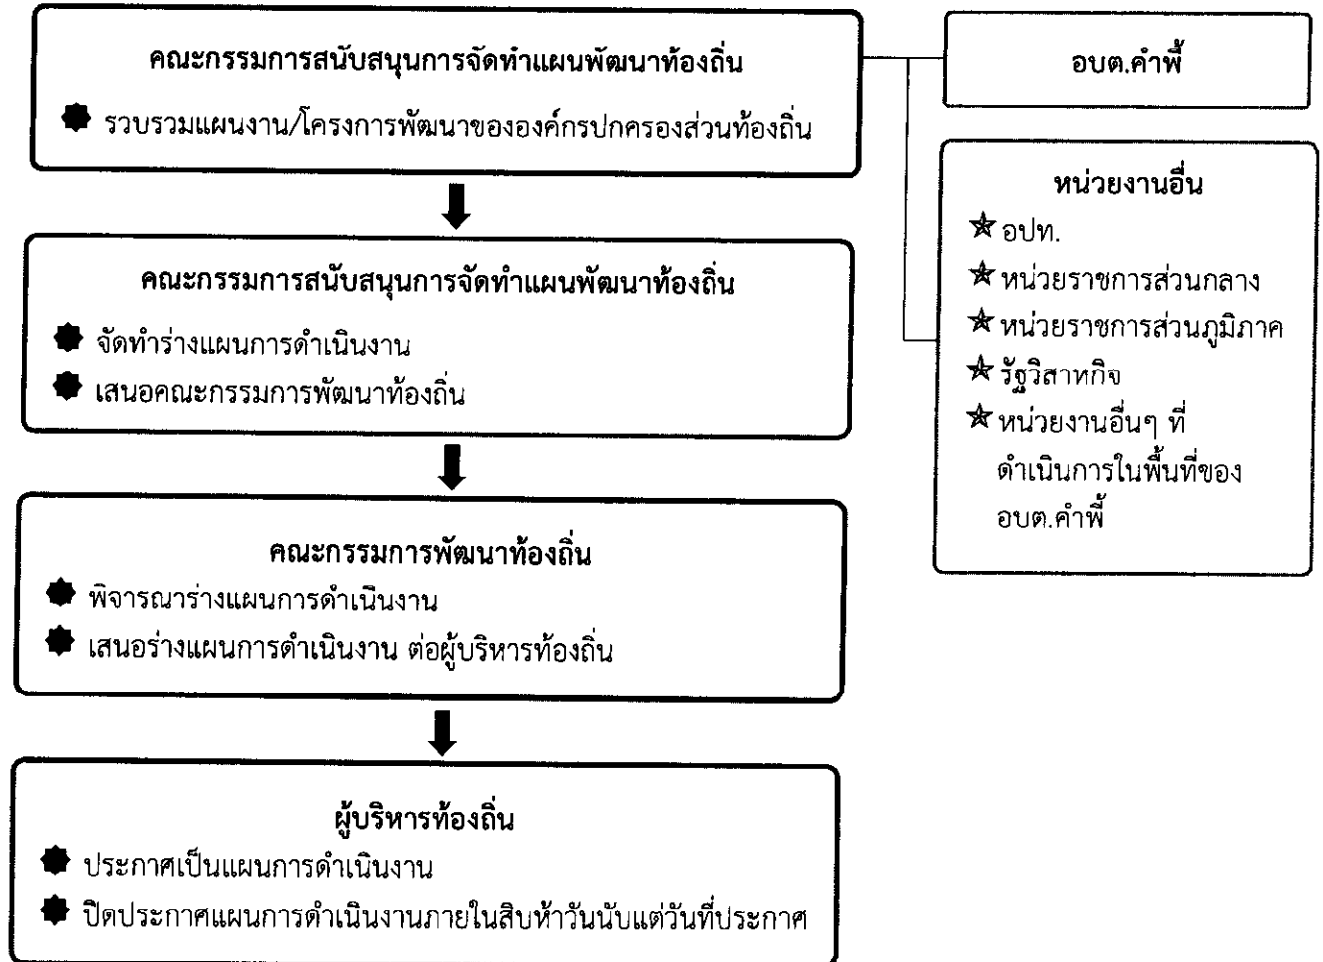 คณะกรรมการสนับสนุนการจัดทำแผนพัฒนาท้องถิ่น
รวบรวมแผนงาน/โครงการพัฒนาขององค์กรปกครองส่วนท้องถิ่น
อบต.คำพี้
หน่วยงานอื่น
อปท.
หน่วยราชการส่วนกลาง
หน่วยราชการส่วนภูมิภาค
รัฐวิสาหกิจ
หน่วยงานอื่นๆ ที่
ดำเนินการในพื้นที่ของ
อบต.คำพี้
คณะกรรมการสนับสนุนการจัดทำแผนพัฒนาท้องถิ่น
จัดทำร่างแผนการดำเนินงาน
เสนอคณะกรรมการพัฒนาท้องถิ่น
คณะกรรมการพัฒนาท้องถิ่น
พิจารณาร่างแผนการดำเนินงาน
เสนอร่างแผนการดำเนินงาน ต่อผู้บริหารท้องถิ่น
ผู้บริหารท้องถิ่น
ประกาศเป็นแผนการดำเนินงาน
ปิดประกาศแผนการดำเนินงานภายในสิบห้าวันนับแต่วันที่ประกาศ